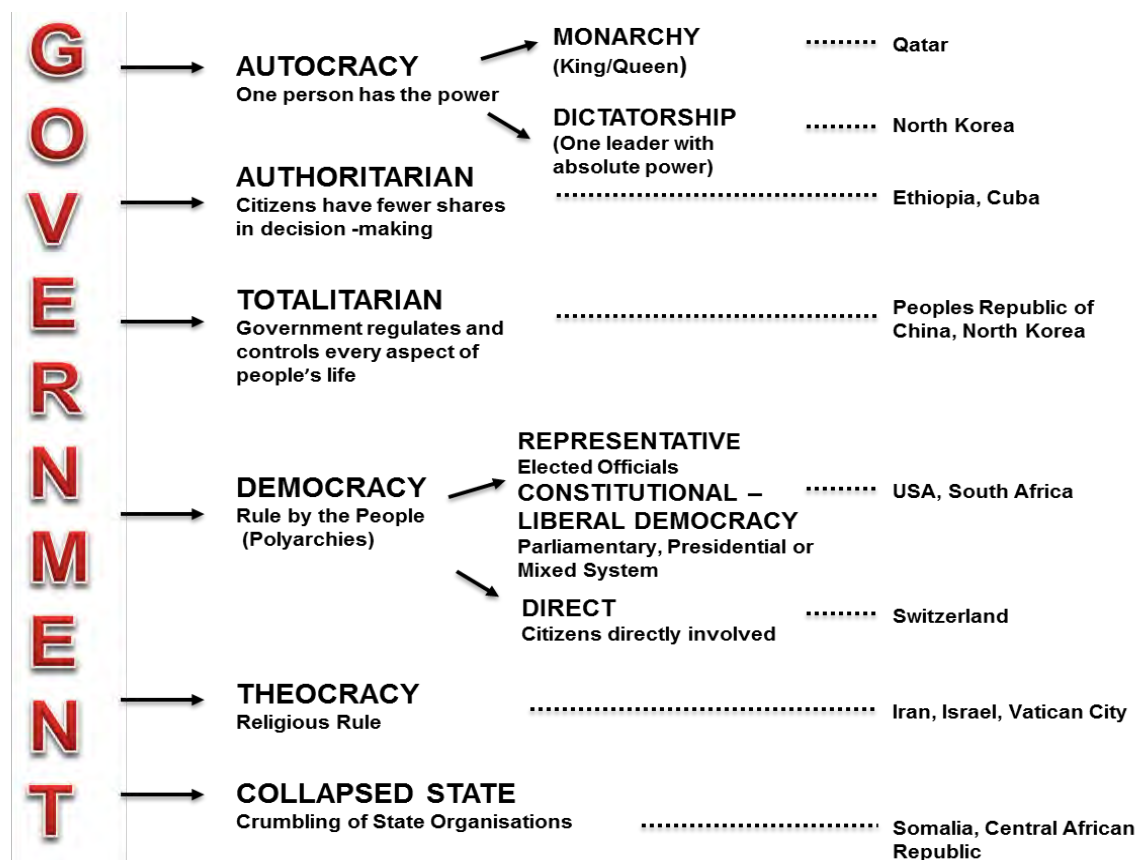 GOVERNMENT
AUTOCRACY
One person has the power
MONARCHY
(King/Queen)
Qatar
DICTATORSHIP
(One leader with
absolute power)
North Korea
AUTHORITARIAN
Citizens have fewer shares
in decision -making
Ethiopia, Cuba
TOTALITARIAN
Government regulates and
controls every aspect of
people's life
Peoples Republic of
China, North Korea
DEMOCRACY
Rule by the People
(Polyarchies)
REPRESENTATIVE
Elected Officials
CONSTITUTIONAL –
LIBERAL DEMOCRACY
Parliamentary, Presidential or
Mixed System
USA, South Africa
DIRECT
Citizens directly involved
Switzerland
THEOCRACY
Religious Rule
Iran, Israel, Vatican City
COLLAPSED STATE
Crumbling of State Organisations
Somalia, Central African
Republic